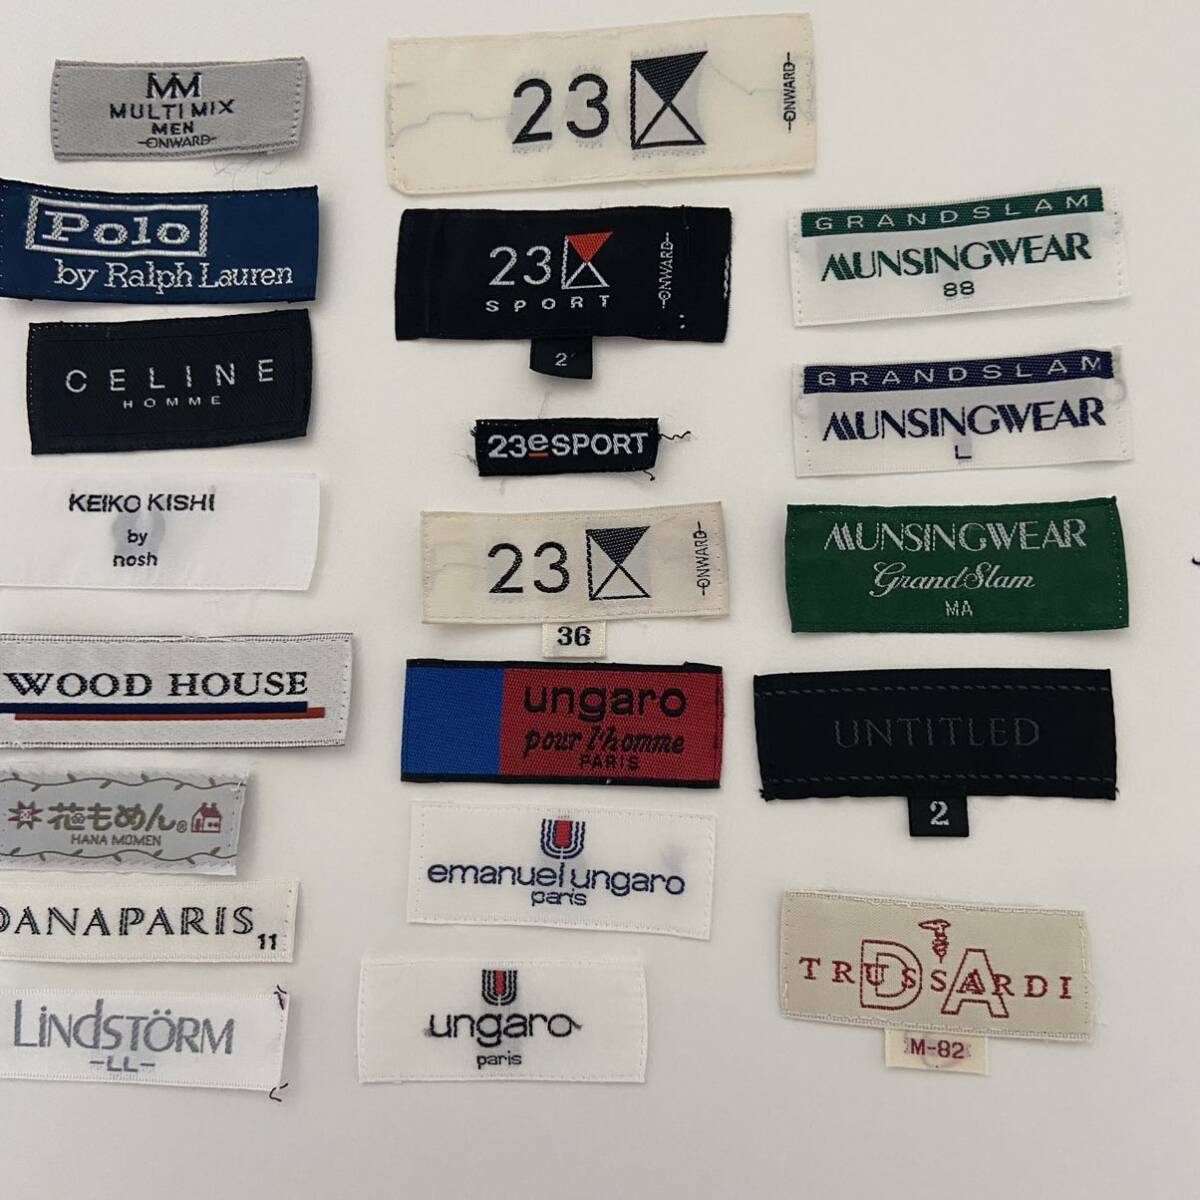 MM
MULTI MIX
MEN
ONWARD
Polo
by Ralph Lauren
CELINE
HOMME
KEIKO KISHI
by
nosh
WOOD HOUSE
花もめん®
HANA MOMEN
DANAPARIS 11
LiNdSTÖRM
-LL-
23
ONWARD
23
SPORT
ONWARD
2
23eSPORT
23
ONWARD
36
ungaro
pour l'homme
PARIS
emanuel ungaro
paris
ungaro
paris
GRANDSLAM
MUNSINGWEAR
88
GRANDSLAM
MUNSINGWEAR
L
MUNSINGWEAR
GrandSlam
MA
UNTITLED
2
TRUSSARDI
DA
M-82